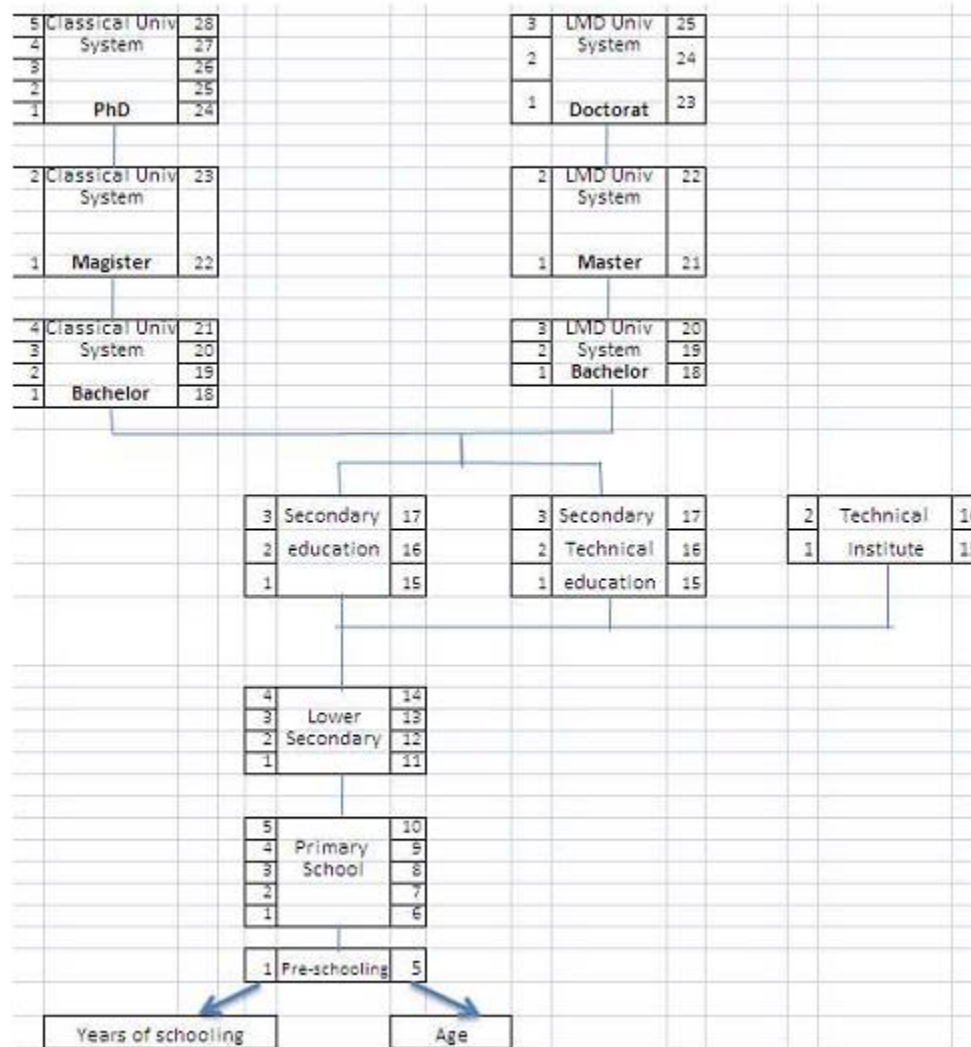 5 Classical Univ 28
4 System 27
3 26
2 25
1 PhD 24
3 LMD Univ 25
2 System 24
1 Doctorat 23
2 Classical Univ 23
System
1 Magister 22
2 LMD Univ 22
System
1 Master 21
4 Classical Univ 21
3 System 20
2 19
1 Bachelor 18
3 LMD Univ 20
2 System 19
1 Bachelor 18
3 Secondary 17
2 education 16
1 15
3 Secondary 17
2 Technical 16
1 education 15
2 Technical
1 Institute
4 14
3 Lower 13
2 Secondary 12
1 11
5 10
4 Primary 9
3 School 8
2 7
1 6
1 Pre-schooling 5
Years of schooling
Age